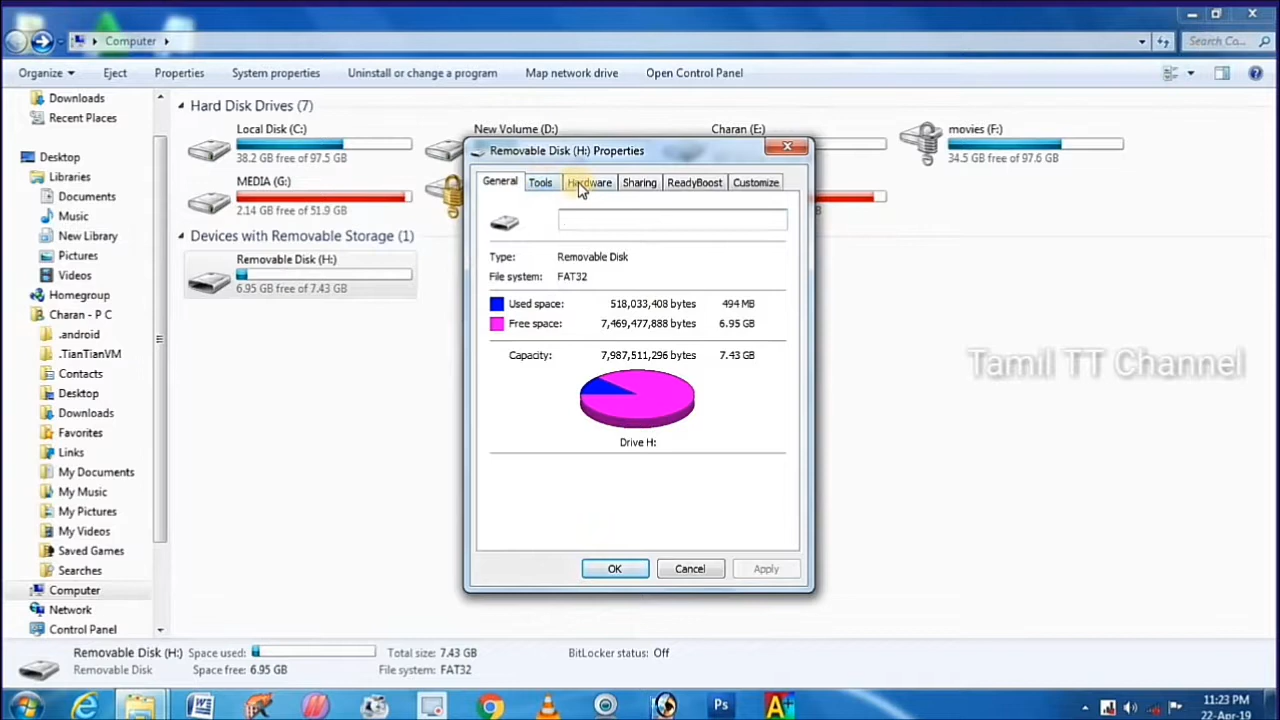 Computer
Search Co...
Organize
Eject
Properties
System properties
Uninstall or change a program
Map network drive
Open Control Panel
Downloads
Recent Places
Desktop
Libraries
Documents
Music
New Library
Pictures
Videos
Homegroup
Charan - P C
.android
.TianTianVM
Contacts
Desktop
Downloads
Favorites
Links
My Documents
My Music
My Pictures
My Videos
Saved Games
Searches
Computer
Network
Control Panel
Hard Disk Drives (7)
Local Disk (C:)
38.2 GB free of 97.5 GB
New Volume (D:)
Charan (E:)
movies (F:)
34.5 GB free of 97.5 GB
MEDIA (G:)
2.14 GB free of 51.9 GB
GB
Devices with Removable Storage (1)
Removable Disk (H:)
6.95 GB free of 7.43 GB
Removable Disk (H:) Properties
General
Tools
Hardware
Sharing
ReadyBoost
Customize
Type: Removable Disk
File system: FAT32
Used space: 518,033,408 bytes 494 MB
Free space: 7,469,477,888 bytes 6.95 GB
Capacity: 7,987,511,296 bytes 7.43 GB
Drive H:
OK
Cancel
Apply
Tamil TT Channel
Removable Disk (H:) Space used: Total size: 7.43 GB BitLocker status: Off
Removable Disk Space free: 6.95 GB File system: FAT32
W
Ps
A+
11:23 PM
22-Apr-19